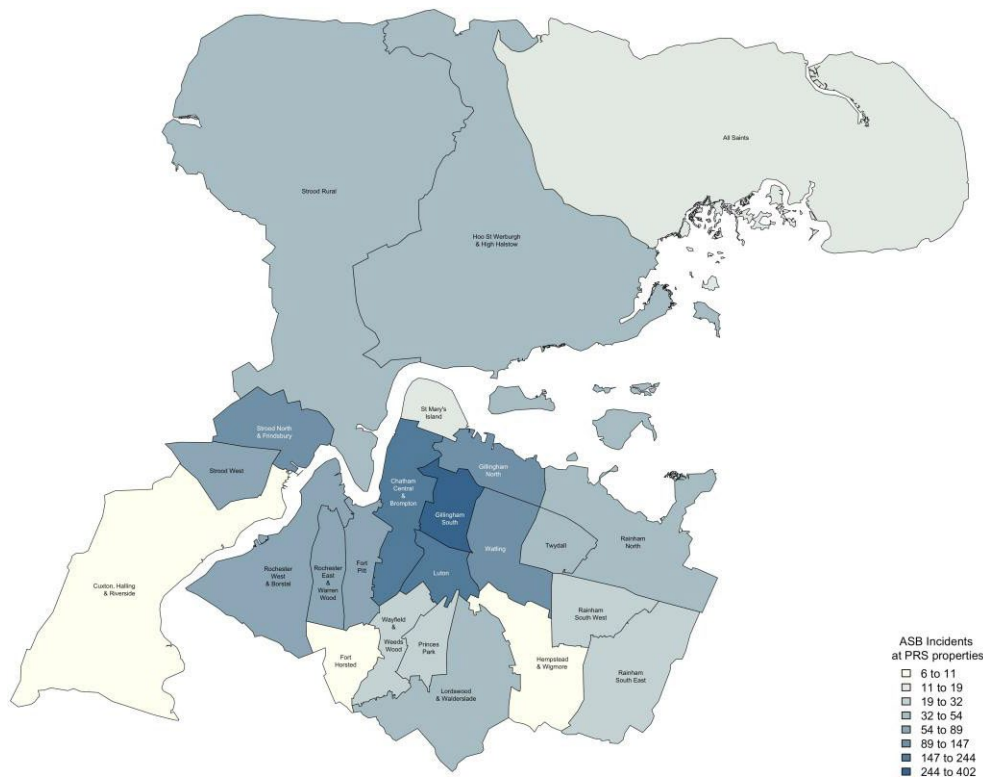 All Saints
Strood Rural
Hoo St Werburgh
& High Halstow
St Mary's
Island
Strood North
& Frindsbury
Strood West
Gillingham
North
Chatham
Central
&
Brompton
Gillingham
South
Watling
Twydall
Rainham
North
Cuxton, Halling
& Riverside
Rochester
West
& Borstal
Rochester
East
&
Warren
Wood
Fort
Pitt
Luton
Wayfield
&
Weeds
Wood
Princes
Park
Rainham
South West
Fort
Horsted
Hempstead
& Wigmore
Rainham
South East
Lordswood
& Walderslade
ASB Incidents
at PRS properties
6 to 11
11 to 19
19 to 32
32 to 54
54 to 89
89 to 147
147 to 244
244 to 402